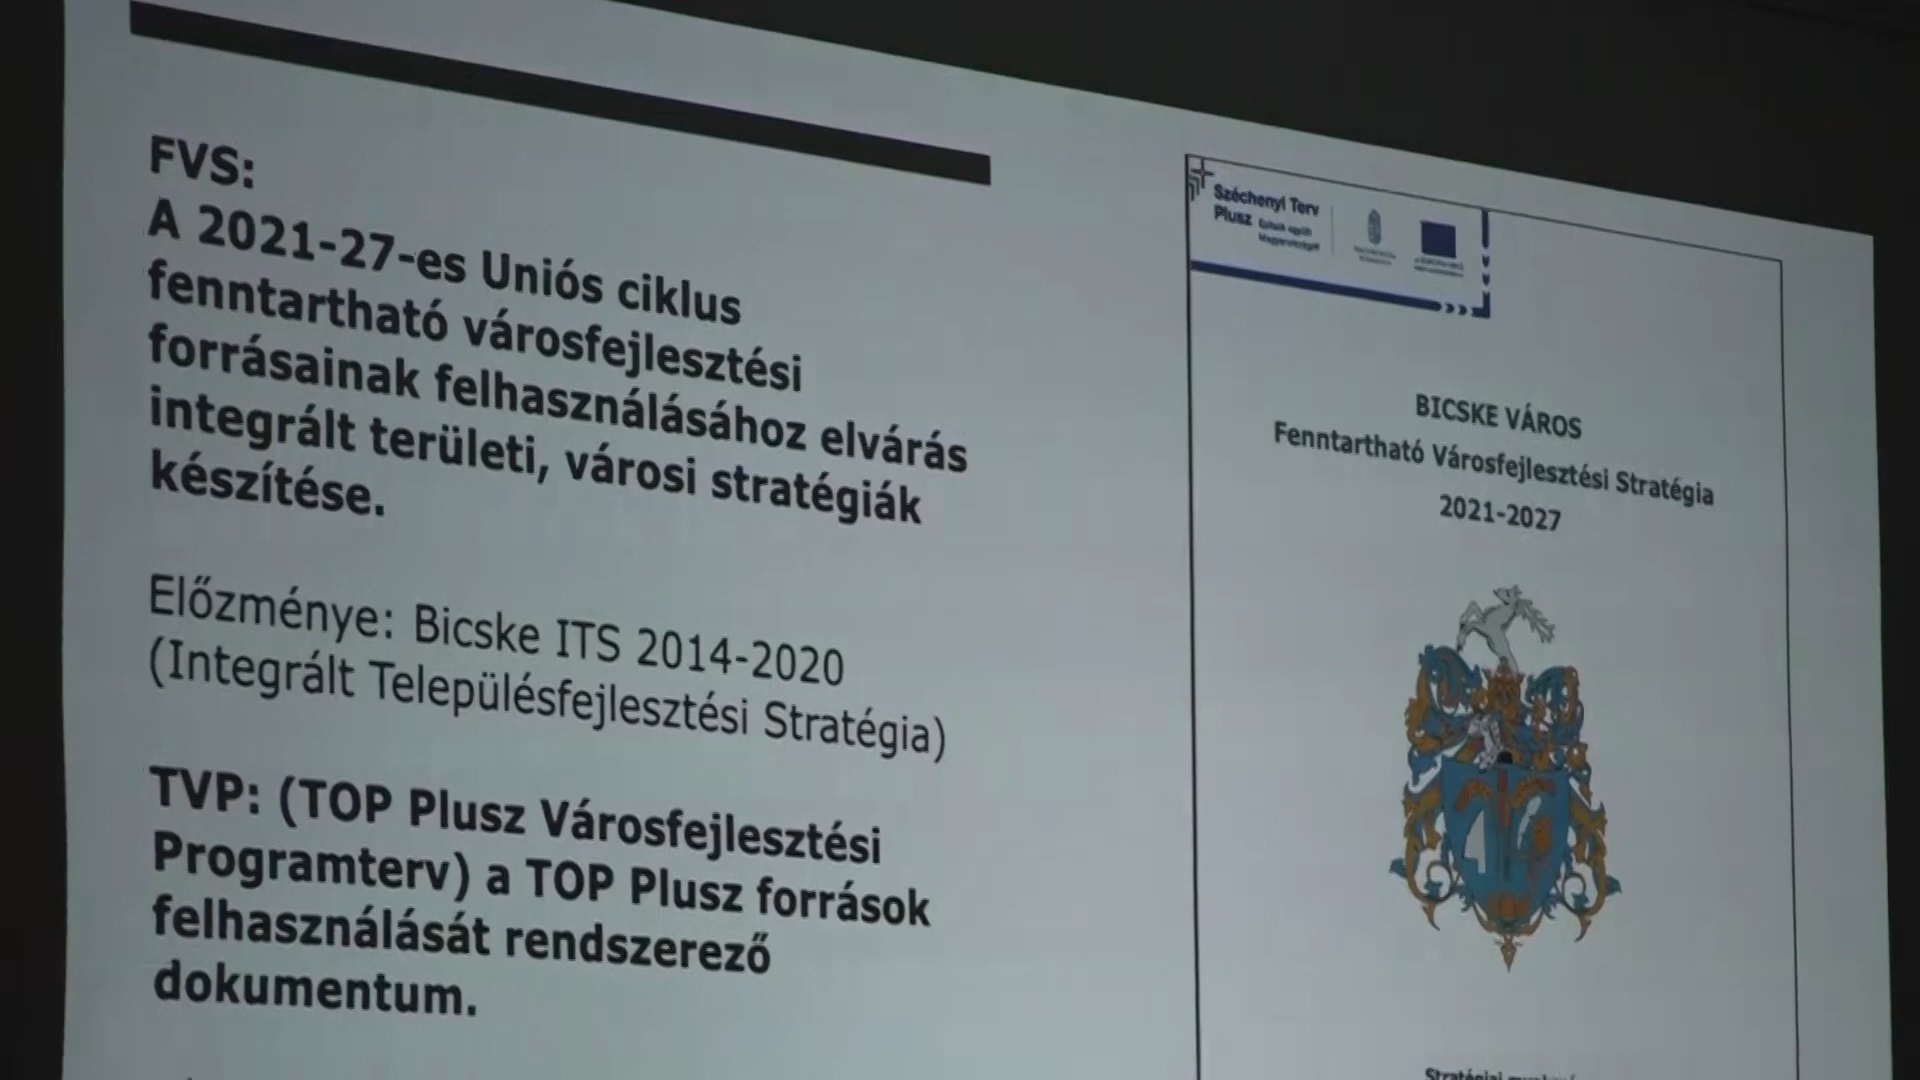 FVS:
A 2021-27-es Uniós ciklus
fenntartható városfejlesztési
forrásainak felhasználásához elvárás
integrált területi, városi stratégiák
készítése.
Előzménye: Bicske ITS 2014-2020
(Integrált Településfejlesztési Stratégia)
TVP: (TOP Plusz Városfejlesztési
Programterv) a TOP Plusz források
felhasználását rendszerező
dokumentum.
Széchenyi Terv
Plusz
BICSKE VÁROS
Fenntartható Városfejlesztési Stratégia
2021-2027